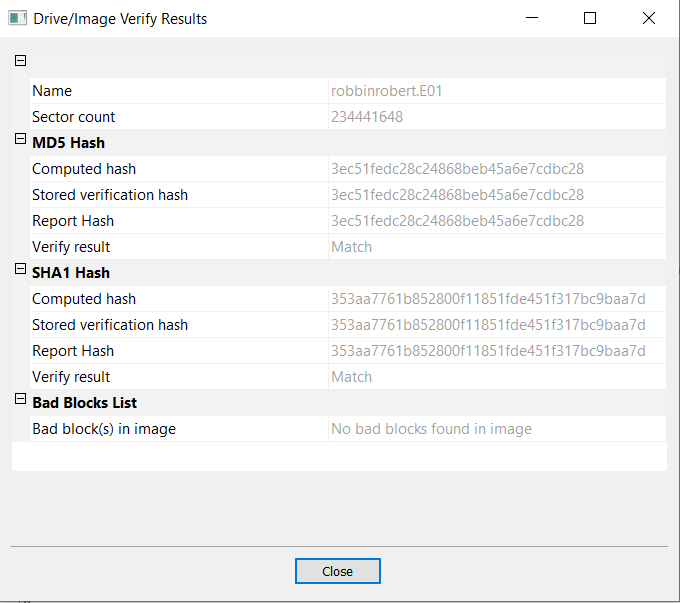 Drive/Image Verify Results
Name robbinrobert.E01
Sector count 234441648
MD5 Hash
Computed hash 3ec51fedc28c24868beb45a6e7cdbc28
Stored verification hash 3ec51fedc28c24868beb45a6e7cdbc28
Report Hash 3ec51fedc28c24868beb45a6e7cdbc28
Verify result Match
SHA1 Hash
Computed hash 353aa7761b852800f11851fde451f317bc9baa7d
Stored verification hash 353aa7761b852800f11851fde451f317bc9baa7d
Report Hash 353aa7761b852800f11851fde451f317bc9baa7d
Verify result Match
Bad Blocks List
Bad block(s) in image No bad blocks found in image
Close